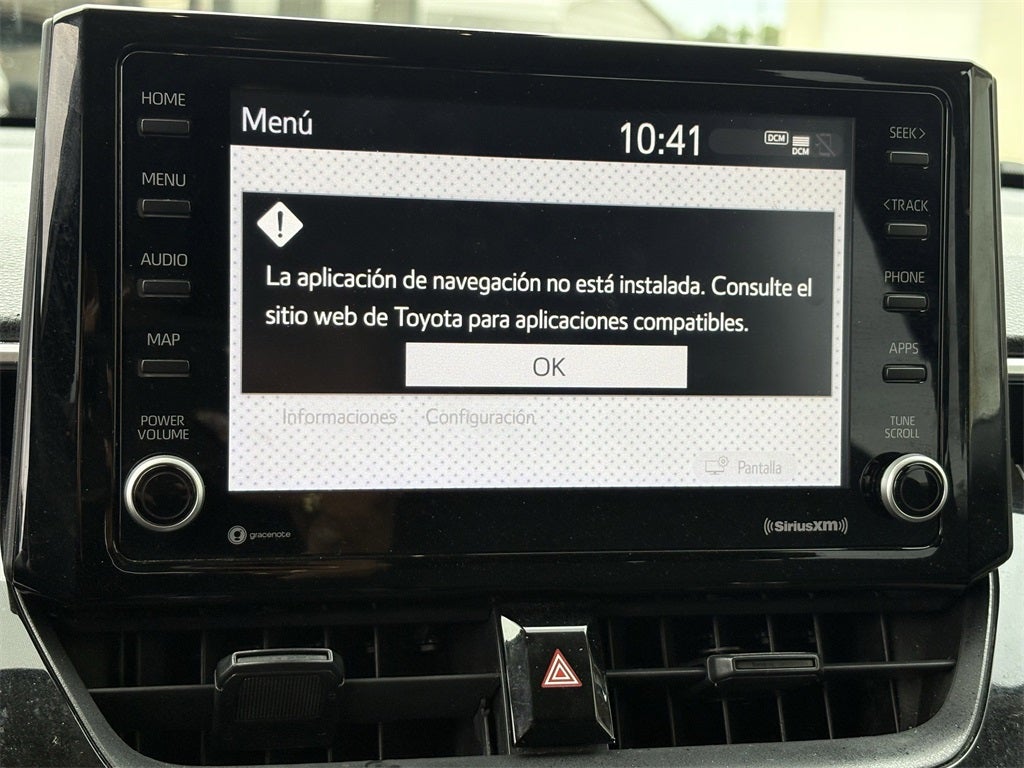 HOME
MENU
AUDIO
MAP
POWER
VOLUME
Menú
10:41
DCM
DCM
La aplicación de navegación no está instalada. Consulte el
sitio web de Toyota para aplicaciones compatibles.
OK
Informaciones Configuración
Pantalla
SEEK>
<TRACK
PHONE
APPS
TUNE
SCROLL
gracenote
((SiriusXM))